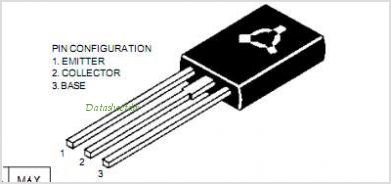 PIN CONFIGURATION
1. EMITTER
2. COLLECTOR
3. BASE
1
2
3
MAX